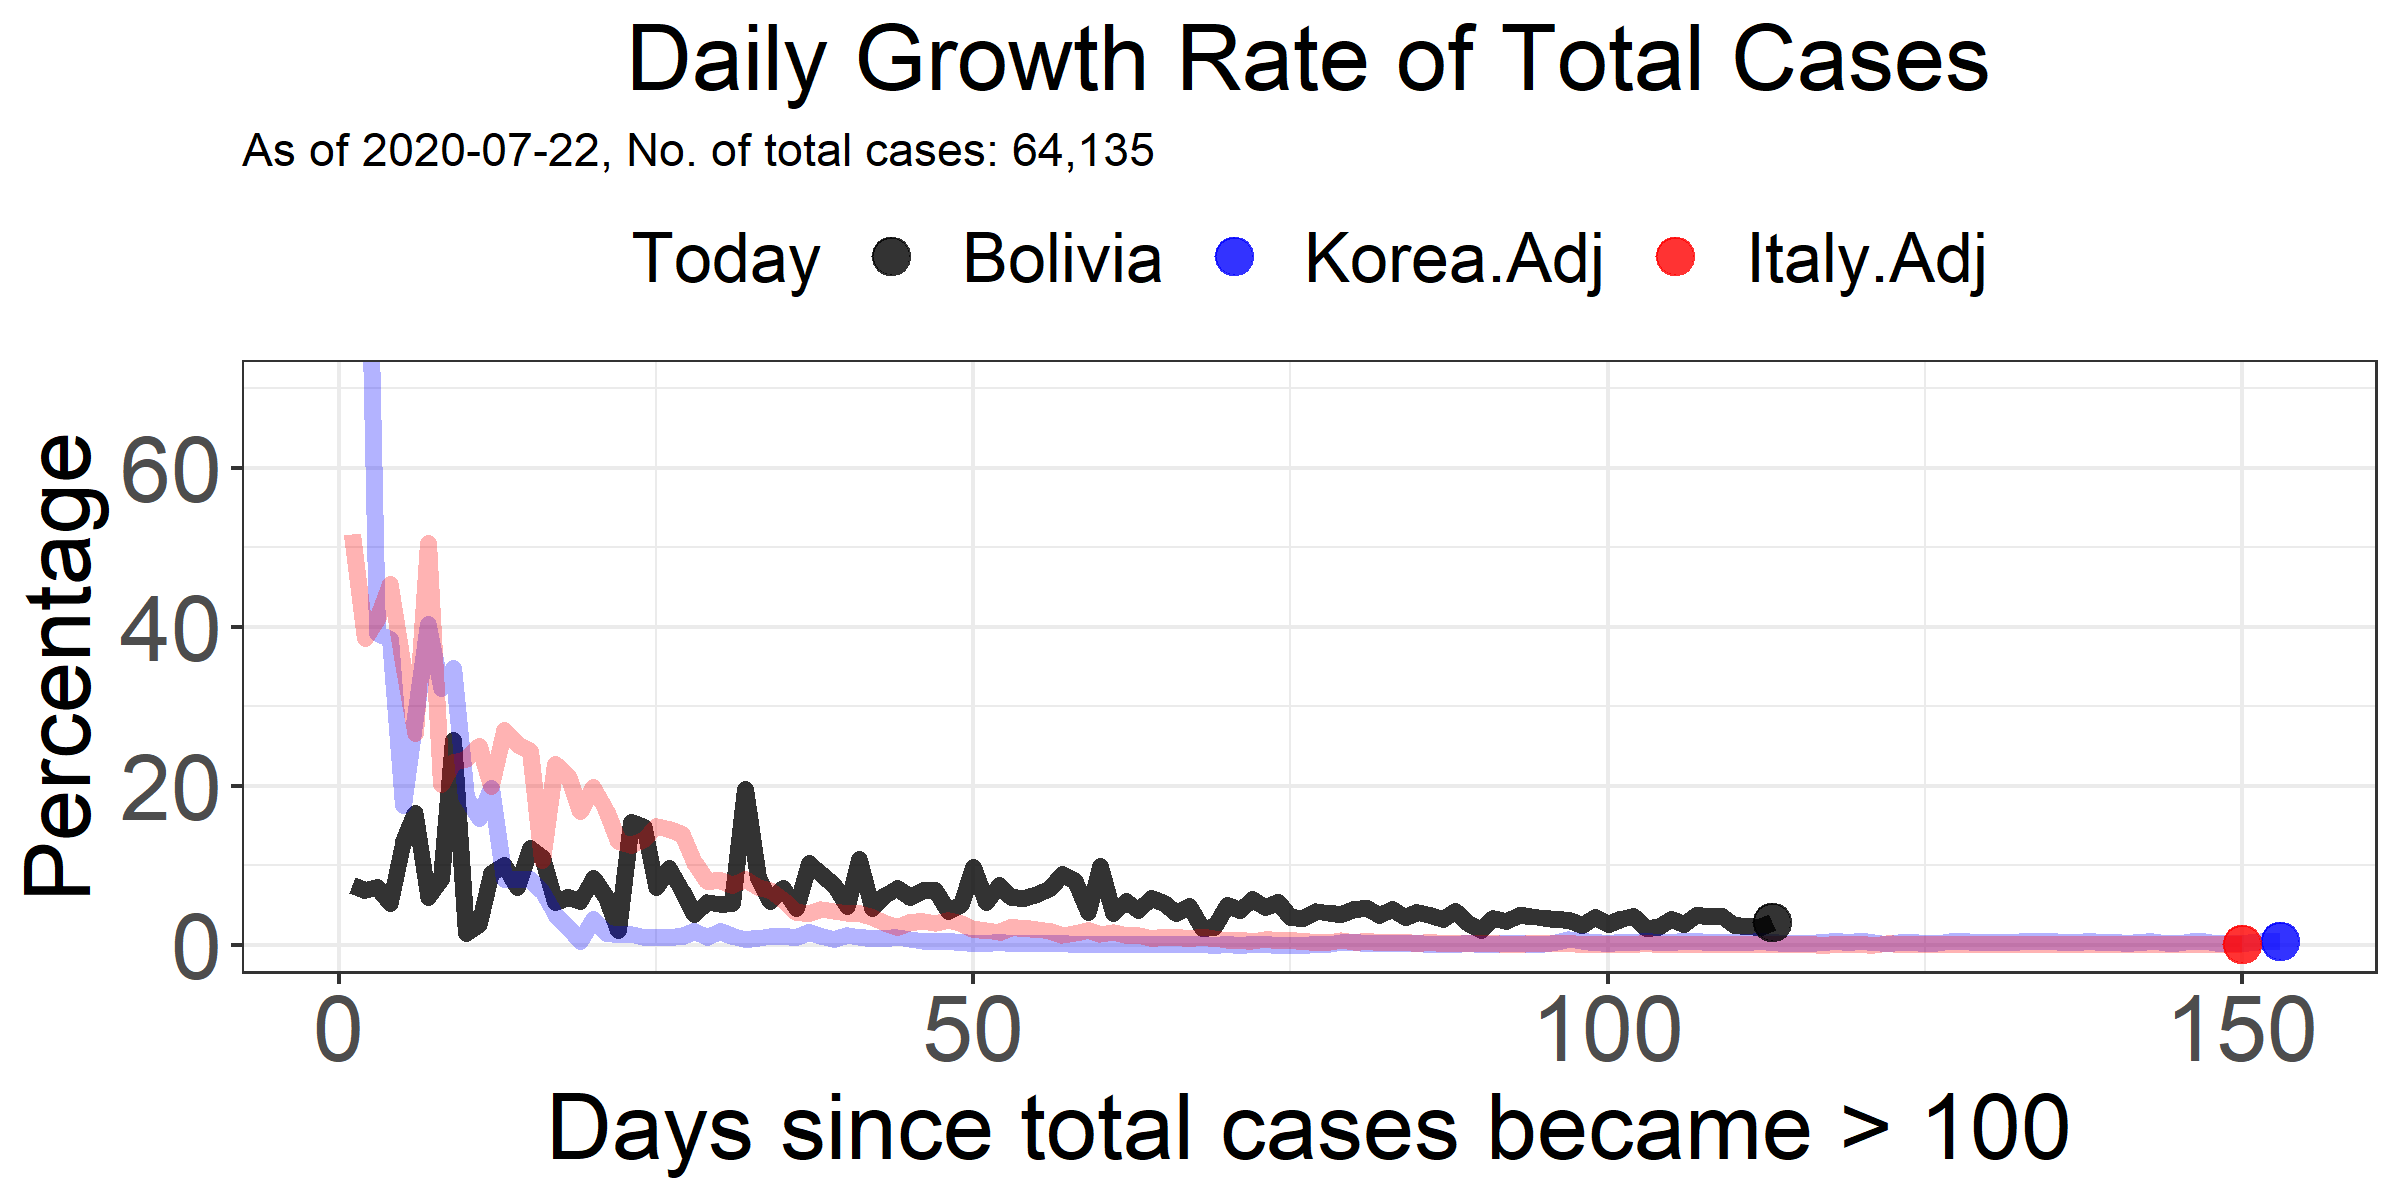 Daily Growth Rate of Total Cases
As of 2020-07-22, No. of total cases: 64,135
Today Bolivia Korea.Adj Italy.Adj
Percentage
60
40
20
0
0 50 100 150
Days since total cases became > 100